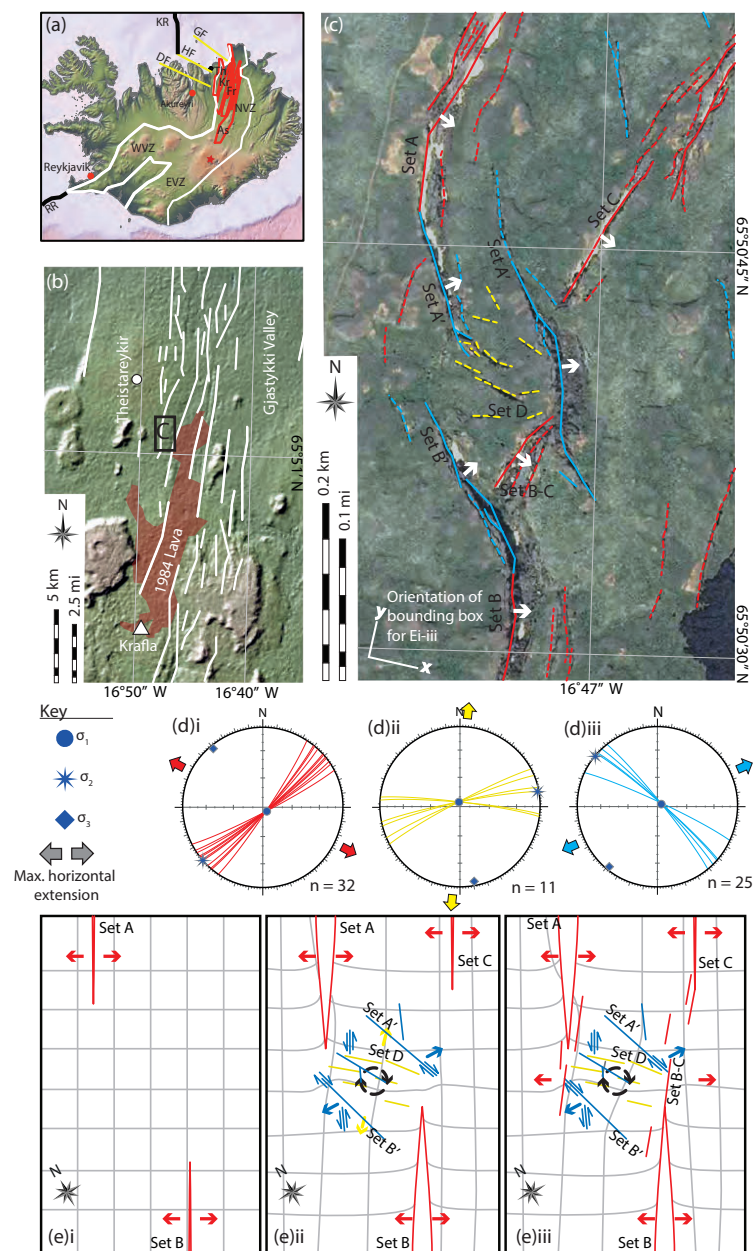 (a)
KR
GF
HF
DF
Th
Kr
Fr
Akureyri
NVZ
As
WVZ
Reykjavik
EVZ
RR
(b)
Theistareykir
Gjastykki Valley
C
65°51' N
1984 Lava
N
5 km
2.5 mi
Krafla
16°50" W
16°40" W
(c)
Set A
Set C
65°50'45" N
Set A'
Set A'
Set D
Set B'
Set B-C
N
0.2 km
0.1 mi
Set B
y
Orientation of
bounding box
for Ei-iii
x
65°50'30" N
16°47" W
Key
σ1
σ2
σ3
Max. horizontal
extension
(d)i
N
n = 32
(d)ii
N
n = 11
(d)iii
N
n = 25
Set A
N
(e)i
Set B
Set A
Set C
Set A'
Set D
Set B'
N
(e)ii
Set B
Set A
Set C
Set A'
Set D
Set B-C
Set B'
N
(e)iii
Set B